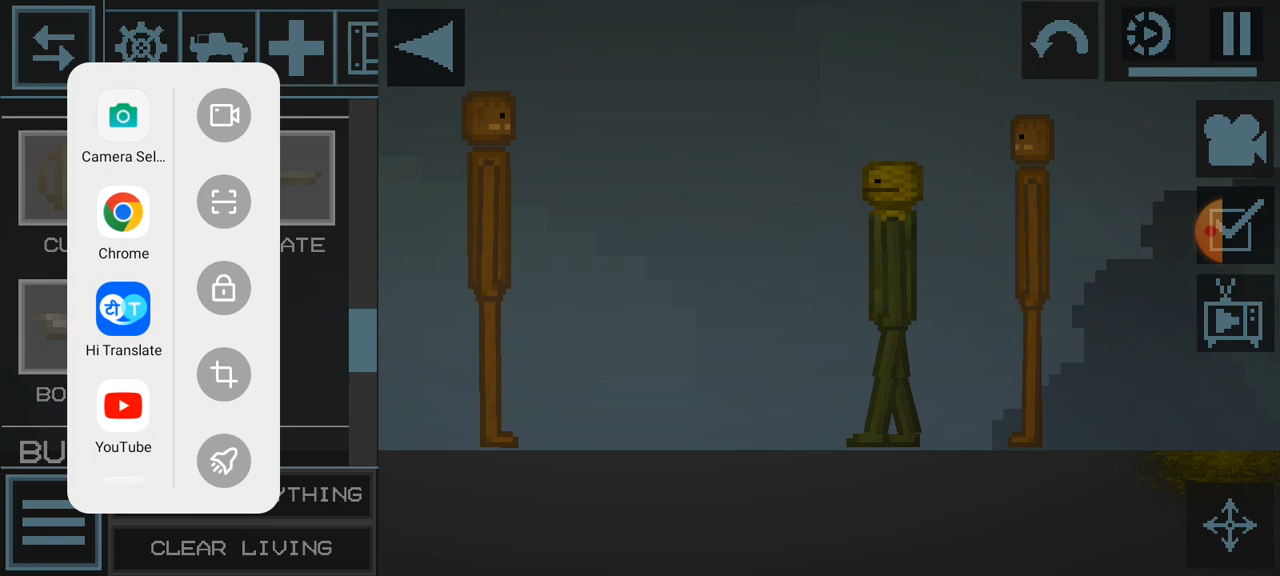 Camera Sel...
Chrome
टी T
Hi Translate
YouTube
CU
ATE
BO
BU
YTHING
CLEAR LIVING